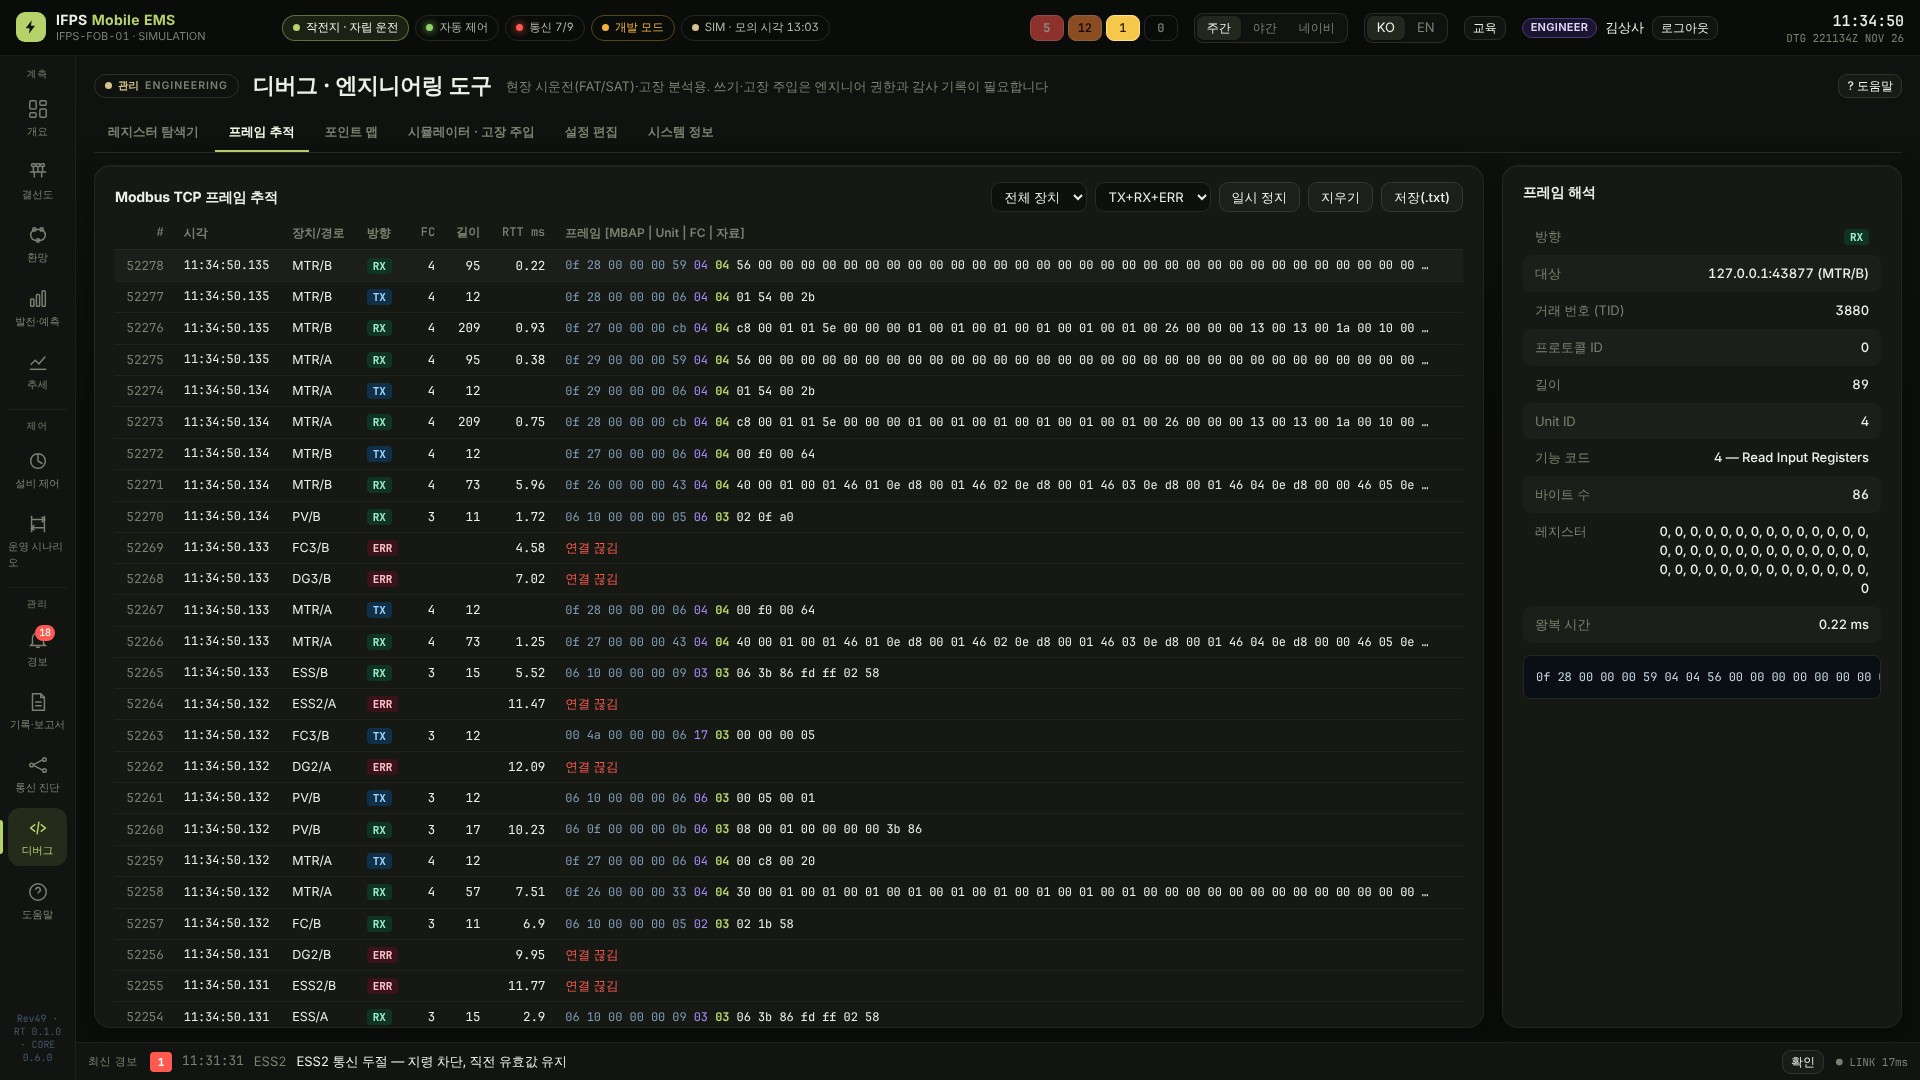 IFPS Mobile EMS
IFPS-FOB-01 · SIMULATION
작전지 · 자립 운전
자동 제어
통신 7/9
개발 모드
SIM · 모의 시각 13:03
5 12 1 0
주간 야간 네이비
KO EN
교육
ENGINEER 김상사 로그아웃
11:34:50
DTG 221134Z NOV 26
계측
개요
결선도
환망
발전·예측
추세
제어
설비 제어
운영 시나리
오
관리
18
경보
기록·보고서
통신 진단
디버그
도움말
Rev49 ·
RT 0.1.0
· CORE
0.6.0
관리 ENGINEERING
디버그 · 엔지니어링 도구
현장 시운전(FAT/SAT)·고장 분석용. 쓰기·고장 주입은 엔지니어 권한과 감사 기록이 필요합니다
? 도움말
레지스터 탐색기 프레임 추적 포인트 맵 시뮬레이터 · 고장 주입 설정 편집 시스템 정보
Modbus TCP 프레임 추적
전체 장치 TX+RX+ERR 일시 정지 지우기 저장(.txt)
# 시각 장치/경로 방향 FC 길이 RTT ms 프레임 [MBAP | Unit | FC | 자료]
52278 11:34:50.135 MTR/B RX 4 95 0.22 0f 28 00 00 00 59 04 04 56 00 00 00 00 00 00 00 00 00 00 00 00 00 00 00 00 00 00 00 00 00 00 00 00 00 00 00 00 00 00 00 …
52277 11:34:50.135 MTR/B TX 4 12 0f 28 00 00 00 06 04 04 01 54 00 2b
52276 11:34:50.135 MTR/B RX 4 209 0.93 0f 27 00 00 00 cb 04 04 c8 00 01 01 5e 00 00 00 01 00 01 00 01 00 01 00 01 00 01 00 26 00 00 00 13 00 13 00 1a 00 10 00 …
52275 11:34:50.135 MTR/A RX 4 95 0.38 0f 29 00 00 00 59 04 04 56 00 00 00 00 00 00 00 00 00 00 00 00 00 00 00 00 00 00 00 00 00 00 00 00 00 00 00 00 00 00 00 …
52274 11:34:50.134 MTR/A TX 4 12 0f 29 00 00 00 06 04 04 01 54 00 2b
52273 11:34:50.134 MTR/A RX 4 209 0.75 0f 28 00 00 00 cb 04 04 c8 00 01 01 5e 00 00 00 01 00 01 00 01 00 01 00 01 00 01 00 26 00 00 00 13 00 13 00 1a 00 10 00 …
52272 11:34:50.134 MTR/B TX 4 12 0f 27 00 00 00 06 04 04 00 f0 00 64
52271 11:34:50.134 MTR/B RX 4 73 5.96 0f 26 00 00 00 43 04 04 40 00 01 00 01 46 01 0e d8 00 01 46 02 0e d8 00 01 46 03 0e d8 00 01 46 04 0e d8 00 00 46 05 0e …
52270 11:34:50.134 PV/B RX 3 11 1.72 06 10 00 00 00 05 06 03 02 0f a0
52269 11:34:50.133 FC3/B ERR 4.58 연결 끊김
52268 11:34:50.133 DG3/B ERR 7.02 연결 끊김
52267 11:34:50.133 MTR/A TX 4 12 0f 28 00 00 00 06 04 04 00 f0 00 64
52266 11:34:50.133 MTR/A RX 4 73 1.25 0f 27 00 00 00 43 04 04 40 00 01 00 01 46 01 0e d8 00 01 46 02 0e d8 00 01 46 03 0e d8 00 01 46 04 0e d8 00 00 46 05 0e …
52265 11:34:50.133 ESS/B RX 3 15 5.52 06 10 00 00 00 09 03 03 06 3b 86 fd ff 02 58
52264 11:34:50.132 ESS2/A ERR 11.47 연결 끊김
52263 11:34:50.132 FC3/B TX 3 12 00 4a 00 00 00 06 17 03 00 00 00 05
52262 11:34:50.132 DG2/A ERR 12.09 연결 끊김
52261 11:34:50.132 PV/B TX 3 12 06 10 00 00 00 06 06 03 00 05 00 01
52260 11:34:50.132 PV/B RX 3 17 10.23 06 0f 00 00 00 0b 06 03 08 00 01 00 00 00 00 3b 86
52259 11:34:50.132 MTR/A TX 4 12 0f 27 00 00 00 06 04 04 00 c8 00 20
52258 11:34:50.132 MTR/A RX 4 57 7.51 0f 26 00 00 00 33 04 04 30 00 01 00 01 00 01 00 01 00 01 00 01 00 01 00 01 00 01 00 00 00 00 00 00 00 00 00 00 00 00 00 …
52257 11:34:50.132 FC/B RX 3 11 6.9 06 10 00 00 00 05 02 03 02 1b 58
52256 11:34:50.131 DG2/B ERR 9.95 연결 끊김
52255 11:34:50.131 ESS2/B ERR 11.77 연결 끊김
52254 11:34:50.131 ESS/A RX 3 15 2.9 06 10 00 00 00 09 03 03 06 3b 86 fd ff 02 58
프레임 해석
방향 RX
대상 127.0.0.1:43877 (MTR/B)
거래 번호 (TID) 3880
프로토콜 ID 0
길이 89
Unit ID 4
기능 코드 4 — Read Input Registers
바이트 수 86
레지스터 0, 0, 0, 0, 0, 0, 0, 0, 0, 0, 0, 0, 0, 0,
0, 0, 0, 0, 0, 0, 0, 0, 0, 0, 0, 0, 0, 0,
0, 0, 0, 0, 0, 0, 0, 0, 0, 0, 0, 0, 0, 0,
0
왕복 시간 0.22 ms
0f 28 00 00 00 59 04 04 56 00 00 00 00 00 00 00
최신 경보 1 11:31:31 ESS2 ESS2 통신 두절 — 지령 차단, 직전 유효값 유지
확인 LINK 17ms